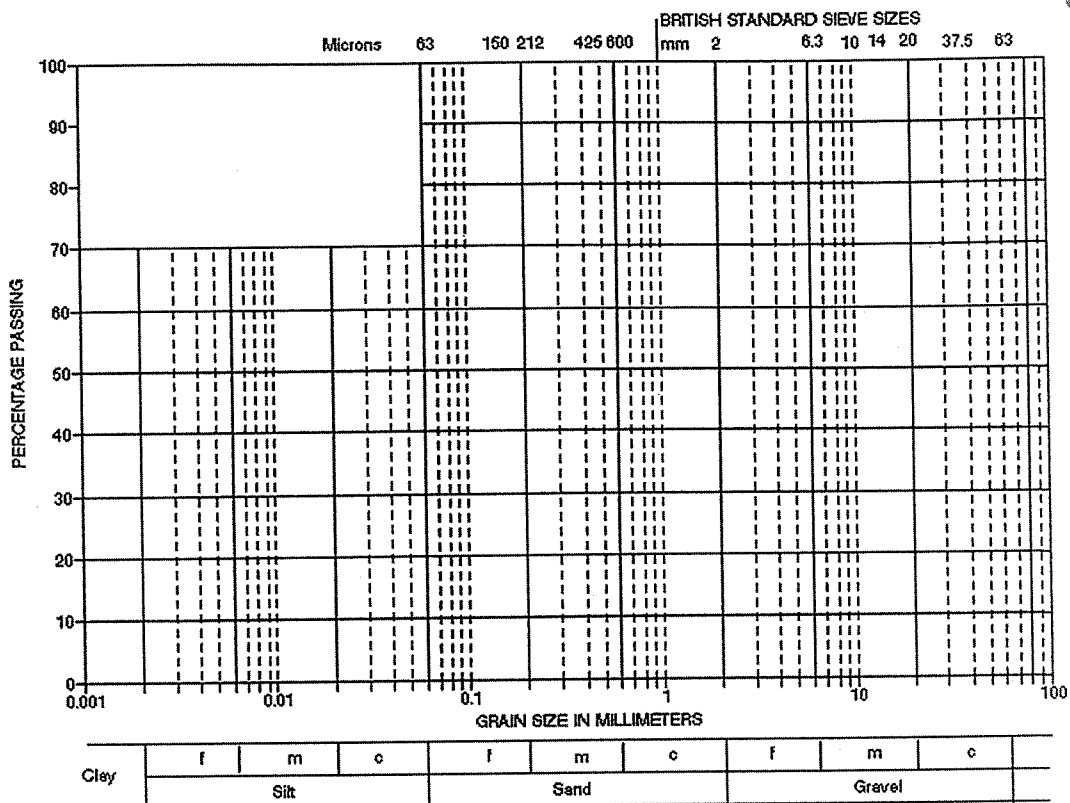 BRITISH STANDARD SIEVE SIZES
Microns 63 150 212 425 600 mm 2 6.3 10 14 20 37.5 63
100
90
80
70
60
50
40
30
20
10
0
PERCENTAGE PASSING
0.001 0.01 0.1 1 10 100
GRAIN SIZE IN MILLIMETERS
Clay f m c f m c f m c
Silt Sand Gravel